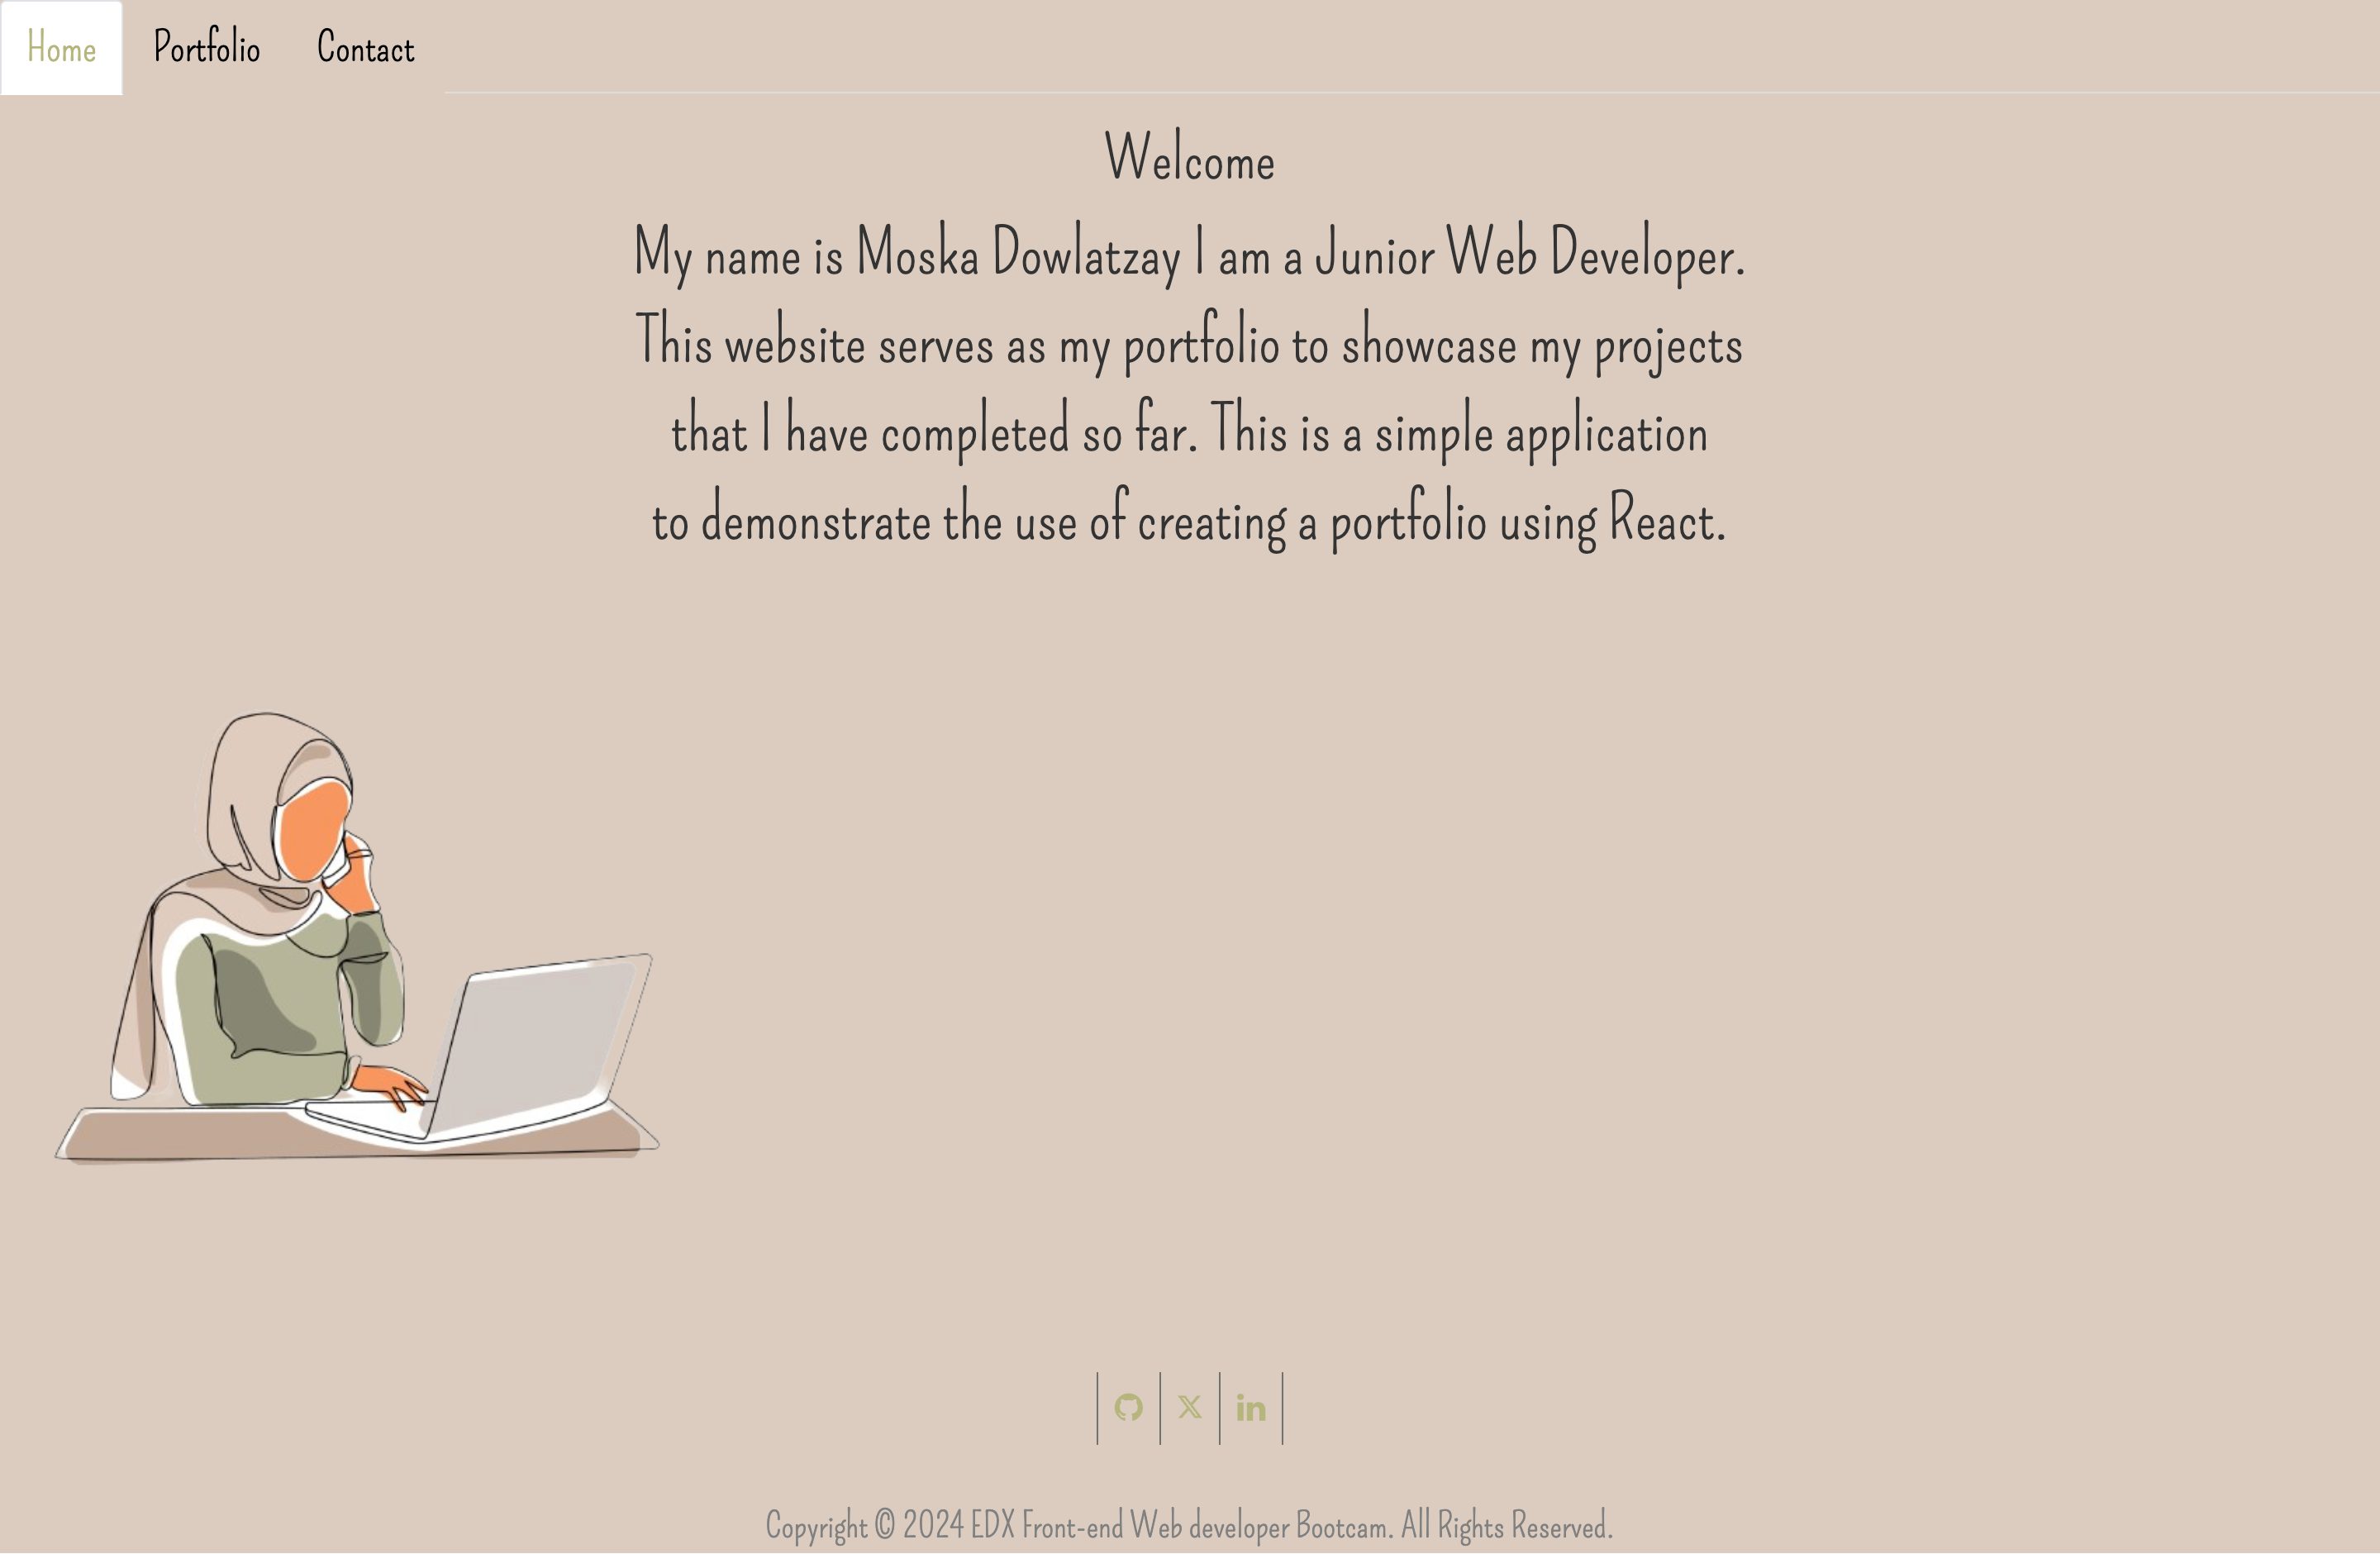 Home Portfolio Contact
Welcome
My name is Moska Dowlatzay I am a Junior Web Developer.
This website serves as my portfolio to showcase my projects
that I have completed so far. This is a simple application
to demonstrate the use of creating a portfolio using React.
Copyright © 2024 EDX Front-end Web developer Bootcam. All Rights Reserved.